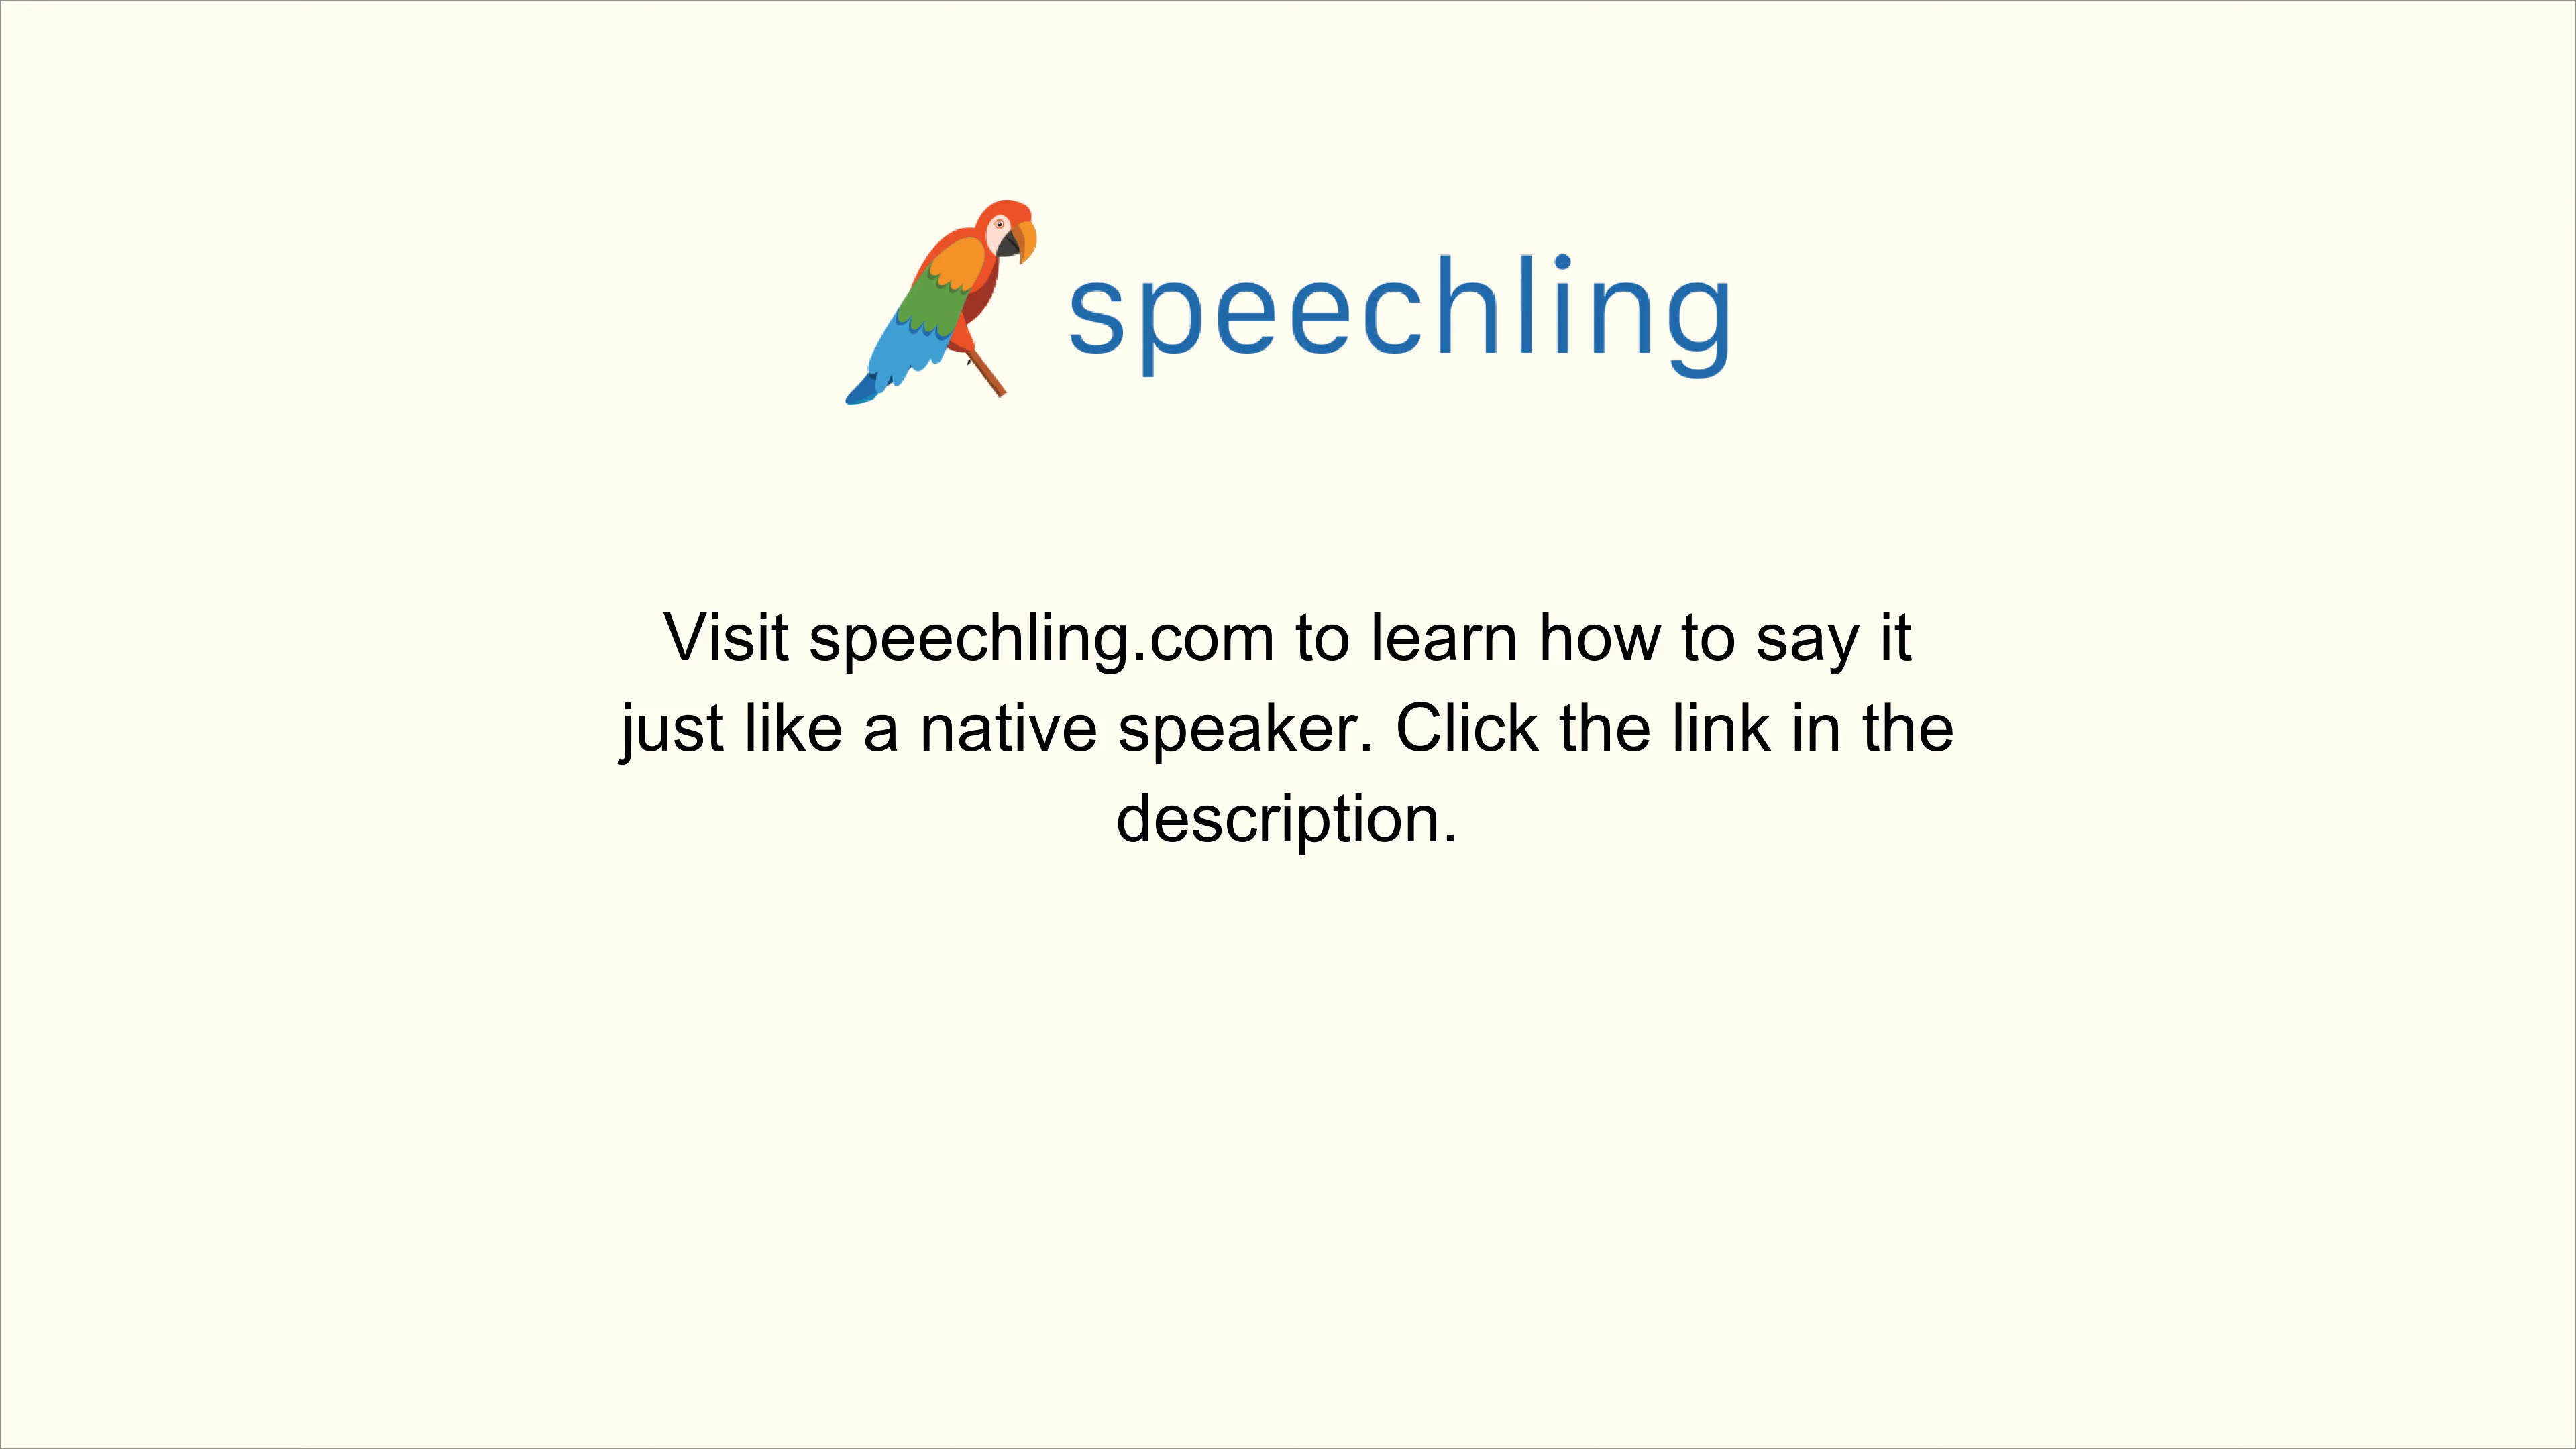 speechling
Visit speechling.com to learn how to say it
just like a native speaker. Click the link in the
description.